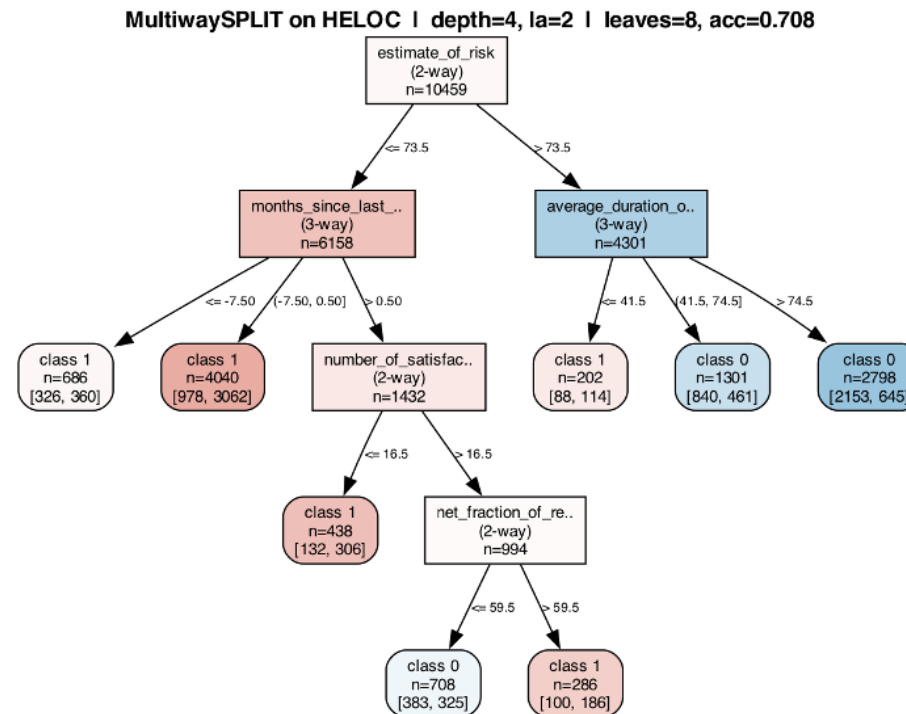 MultiwaySPLIT on HELOC | depth=4, la=2 | leaves=8, acc=0.708
estimate_of_risk
(2-way)
n=10459
<= 73.5
> 73.5
months_since_last_..
(3-way)
n=6158
average_duration_o..
(3-way)
n=4301
<= -7.50
(-7.50, 0.50]
> 0.50
<= 41.5
(41.5, 74.5]
> 74.5
class 1
n=686
[326, 360]
class 1
n=4040
[978, 3062]
number_of_satisfac..
(2-way)
n=1432
class 1
n=202
[88, 114]
class 0
n=1301
[840, 461]
class 0
n=2798
[2153, 645]
<= 16.5
> 16.5
class 1
n=438
[132, 306]
net_fraction_of_re..
(2-way)
n=994
<= 59.5
> 59.5
class 0
n=708
[383, 325]
class 1
n=286
[100, 186]